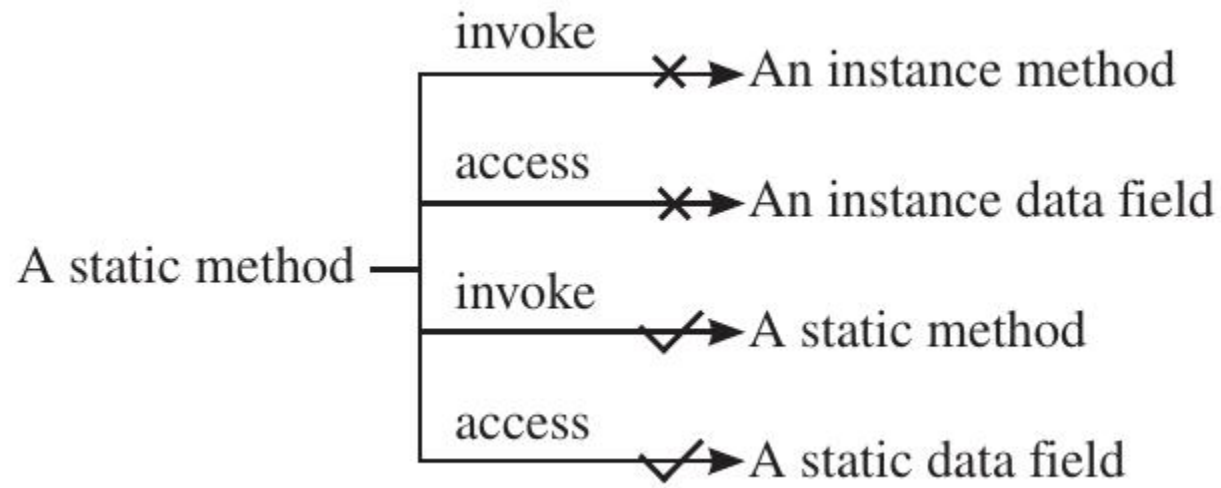 invoke
An instance method
access
An instance data field
A static method
invoke
A static method
access
A static data field